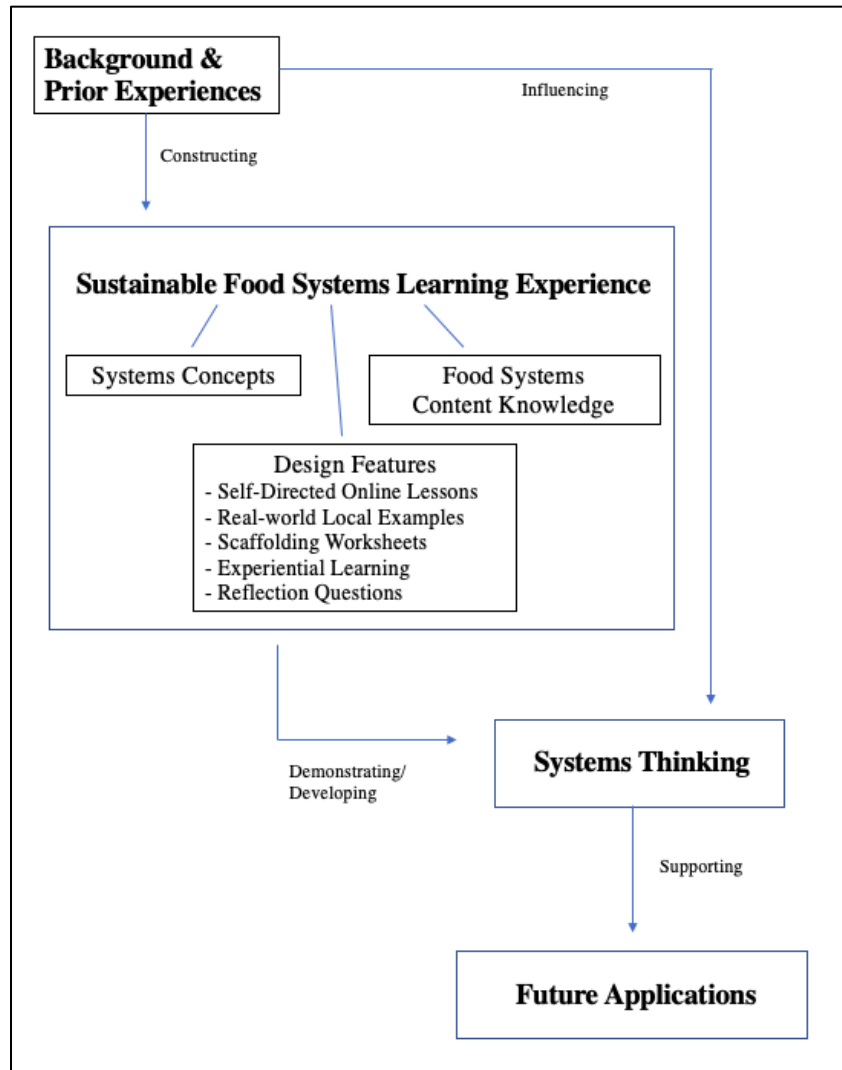 Background &
Prior Experiences
Influencing
Constructing
Sustainable Food Systems Learning Experience
Systems Concepts
Food Systems
Content Knowledge
Design Features
- Self-Directed Online Lessons
- Real-world Local Examples
- Scaffolding Worksheets
- Experiential Learning
- Reflection Questions
Systems Thinking
Demonstrating/
Developing
Supporting
Future Applications